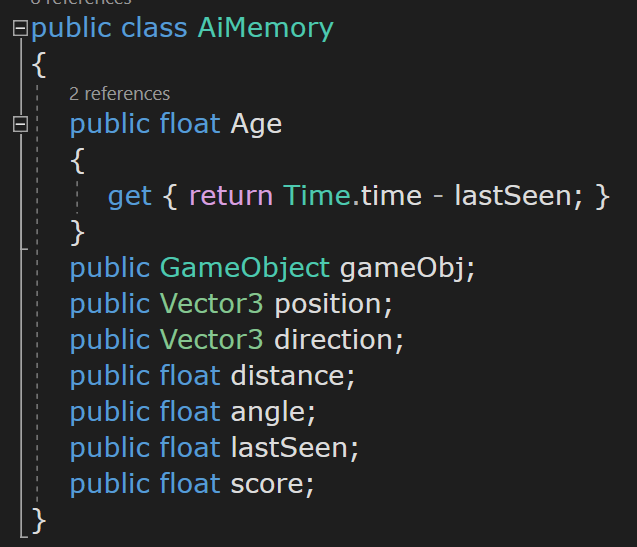 references
public class AiMemory
{
2 references
public float Age
{
get { return Time.time - lastSeen; }
}
public GameObject gameObj;
public Vector3 position;
public Vector3 direction;
public float distance;
public float angle;
public float lastSeen;
public float score;
}